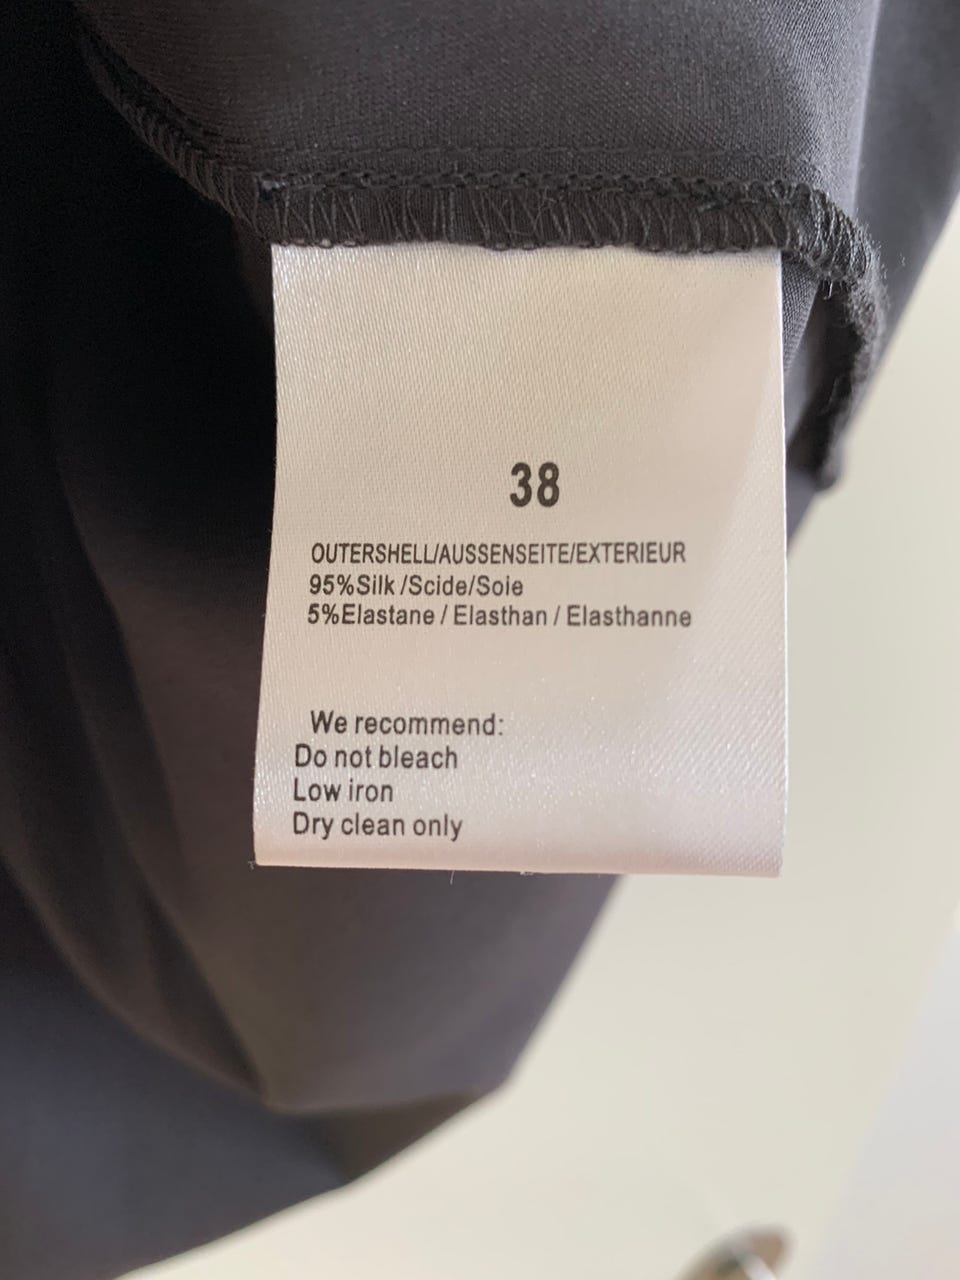 38
OUTERSHELL/AUSSENSEITE/EXTERIEUR
95%Silk /Scide/Soie
5%Elastane / Elasthan / Elasthanne
We recommend:
Do not bleach
Low iron
Dry clean only